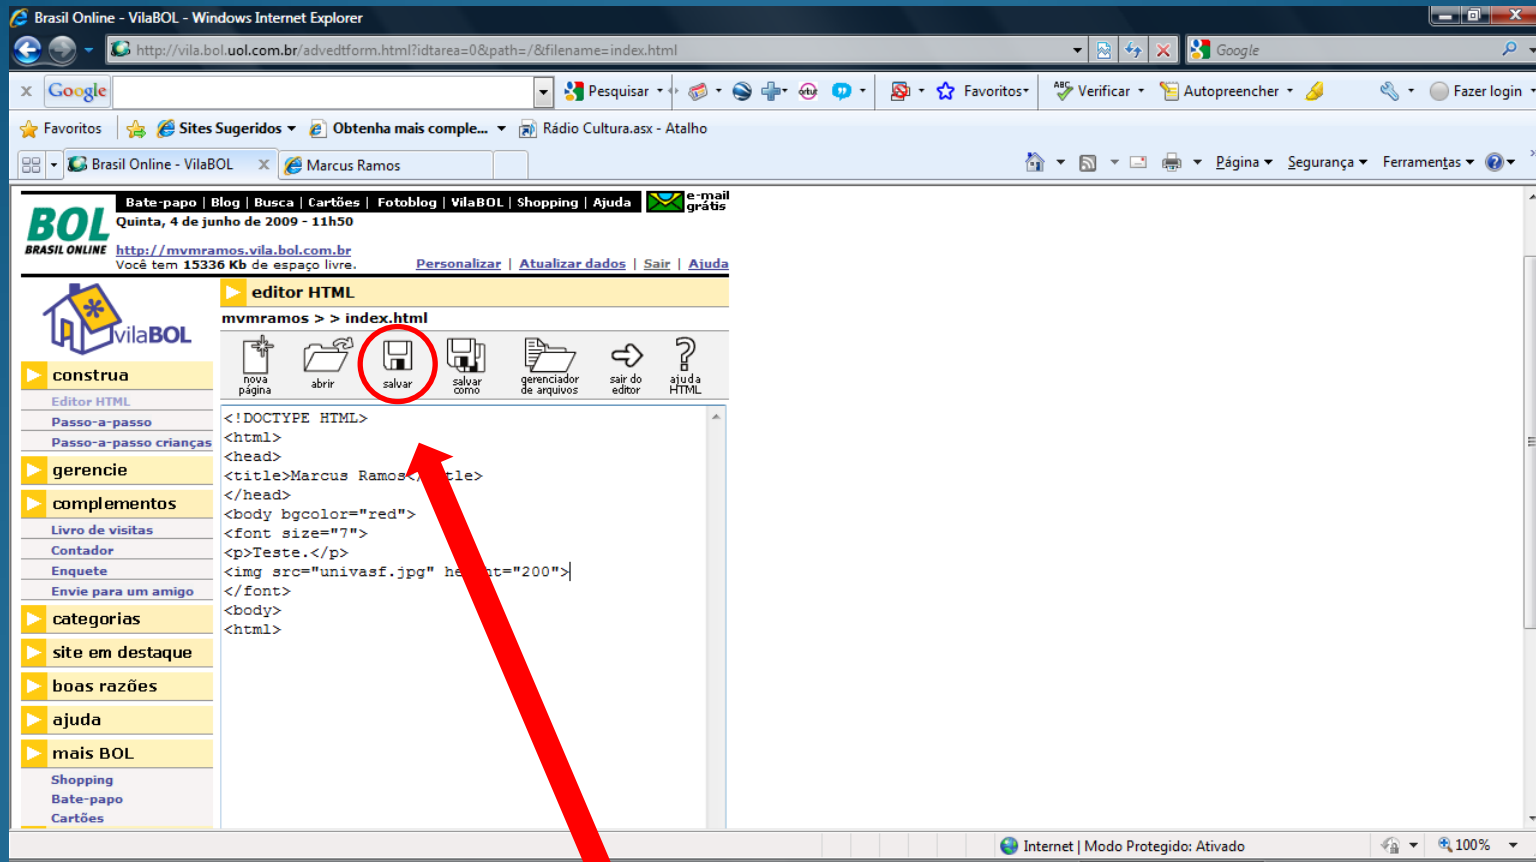 Brasil Online - VilaBOL - Windows Internet Explorer
http://vila.bol.uol.com.br/advedtform.html?idtarea=0&path=/&filename=index.html
Google
x Google Pesquisar Favoritos Verificar Autopreencher Fazer login
Favoritos Sites Sugeridos Obtenha mais comple... Rádio Cultura.asx - Atalho
Brasil Online - VilaBOL X Marcus Ramos Página Segurança Ferramentas
Bate-papo | Blog | Busca | Cartões | Fotoblog | VilaBOL | Shopping | Ajuda e-mail grátis
BOL
BRASIL ONLINE
Quinta, 4 de junho de 2009 - 11h50
http://mvmramos.vila.bol.com.br
Você tem 15336 Kb de espaço livre. Personalizar | Atualizar dados | Sair | Ajuda
vilaBOL
editor HTML
mvmramos > > index.html
nova página
abrir
salvar
salvar como
gerenciador de arquivos
sair do editor
ajuda HTML
construa
Editor HTML
Passo-a-passo
Passo-a-passo crianças
gerencie
complementos
Livro de visitas
Contador
Enquete
Envie para um amigo
categorias
site em destaque
boas razões
ajuda
mais BOL
Shopping
Bate-papo
Cartões
<!DOCTYPE HTML>
<html>
<head>
<title>Marcus Ramos</ tle>
</head>
<body bgcolor="red">
<font size="7">
<p>Teste.</p>
<img src="univasf.jpg" he ht="200">
</font>
<body>
<html>
Internet | Modo Protegido: Ativado
100%